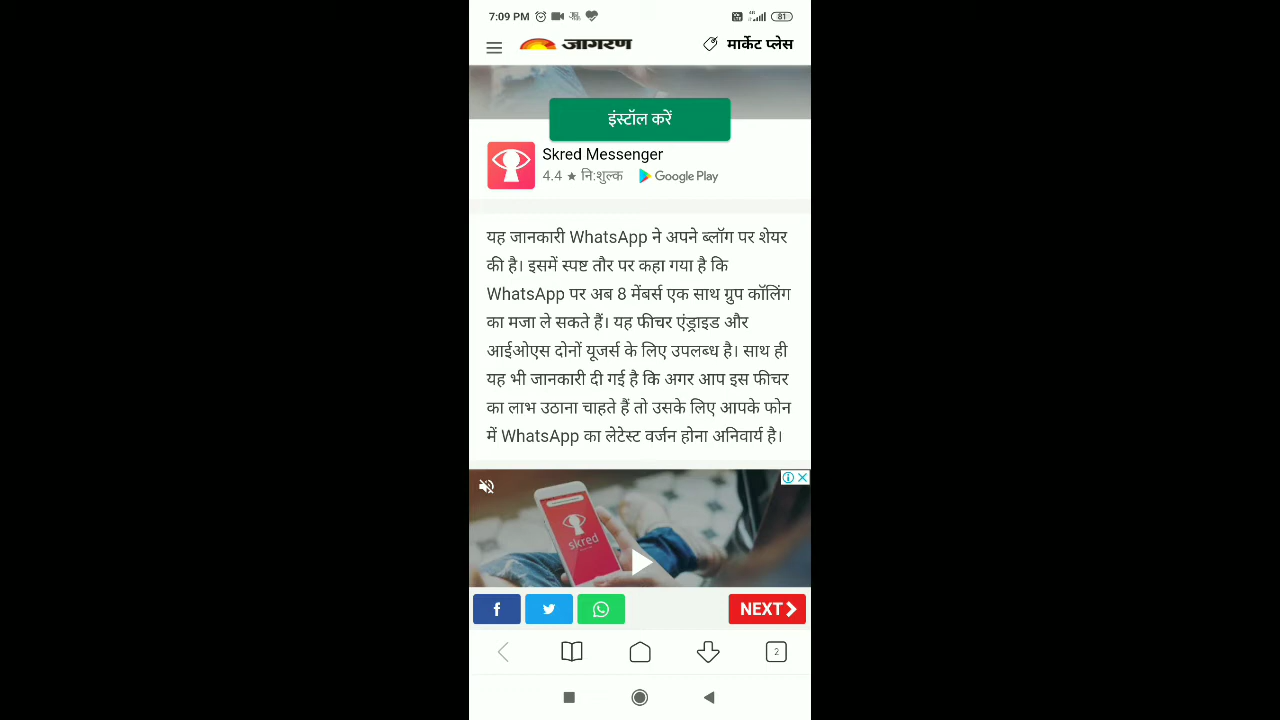 7:09 PM 81
जागरण मार्केट प्लेस
इंस्टॉल करें
Skred Messenger
4.4 ★ नि:शुल्क Google Play
यह जानकारी WhatsApp ने अपने ब्लॉग पर शेयर
की है। इसमें स्पष्ट तौर पर कहा गया है कि
WhatsApp पर अब 8 मेंबर्स एक साथ ग्रुप कॉलिंग
का मजा ले सकते हैं। यह फीचर एंड्राइड और
आईओएस दोनों यूजर्स के लिए उपलब्ध है। साथ ही
यह भी जानकारी दी गई है कि अगर आप इस फीचर
का लाभ उठाना चाहते हैं तो उसके लिए आपके फोन
में WhatsApp का लेटेस्ट वर्जन होना अनिवार्य है।
skred
NEXT
2